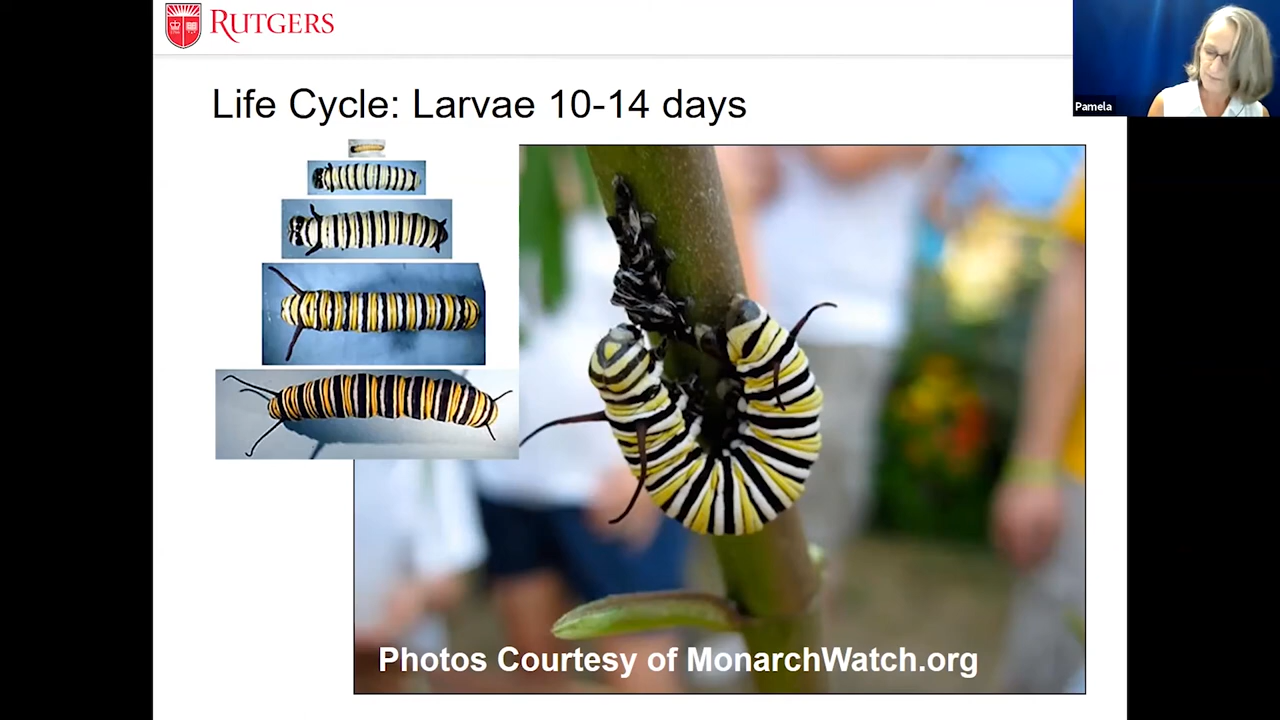 RUTGERS
Pamela
Life Cycle: Larvae 10-14 days
Photos Courtesy of MonarchWatch.org